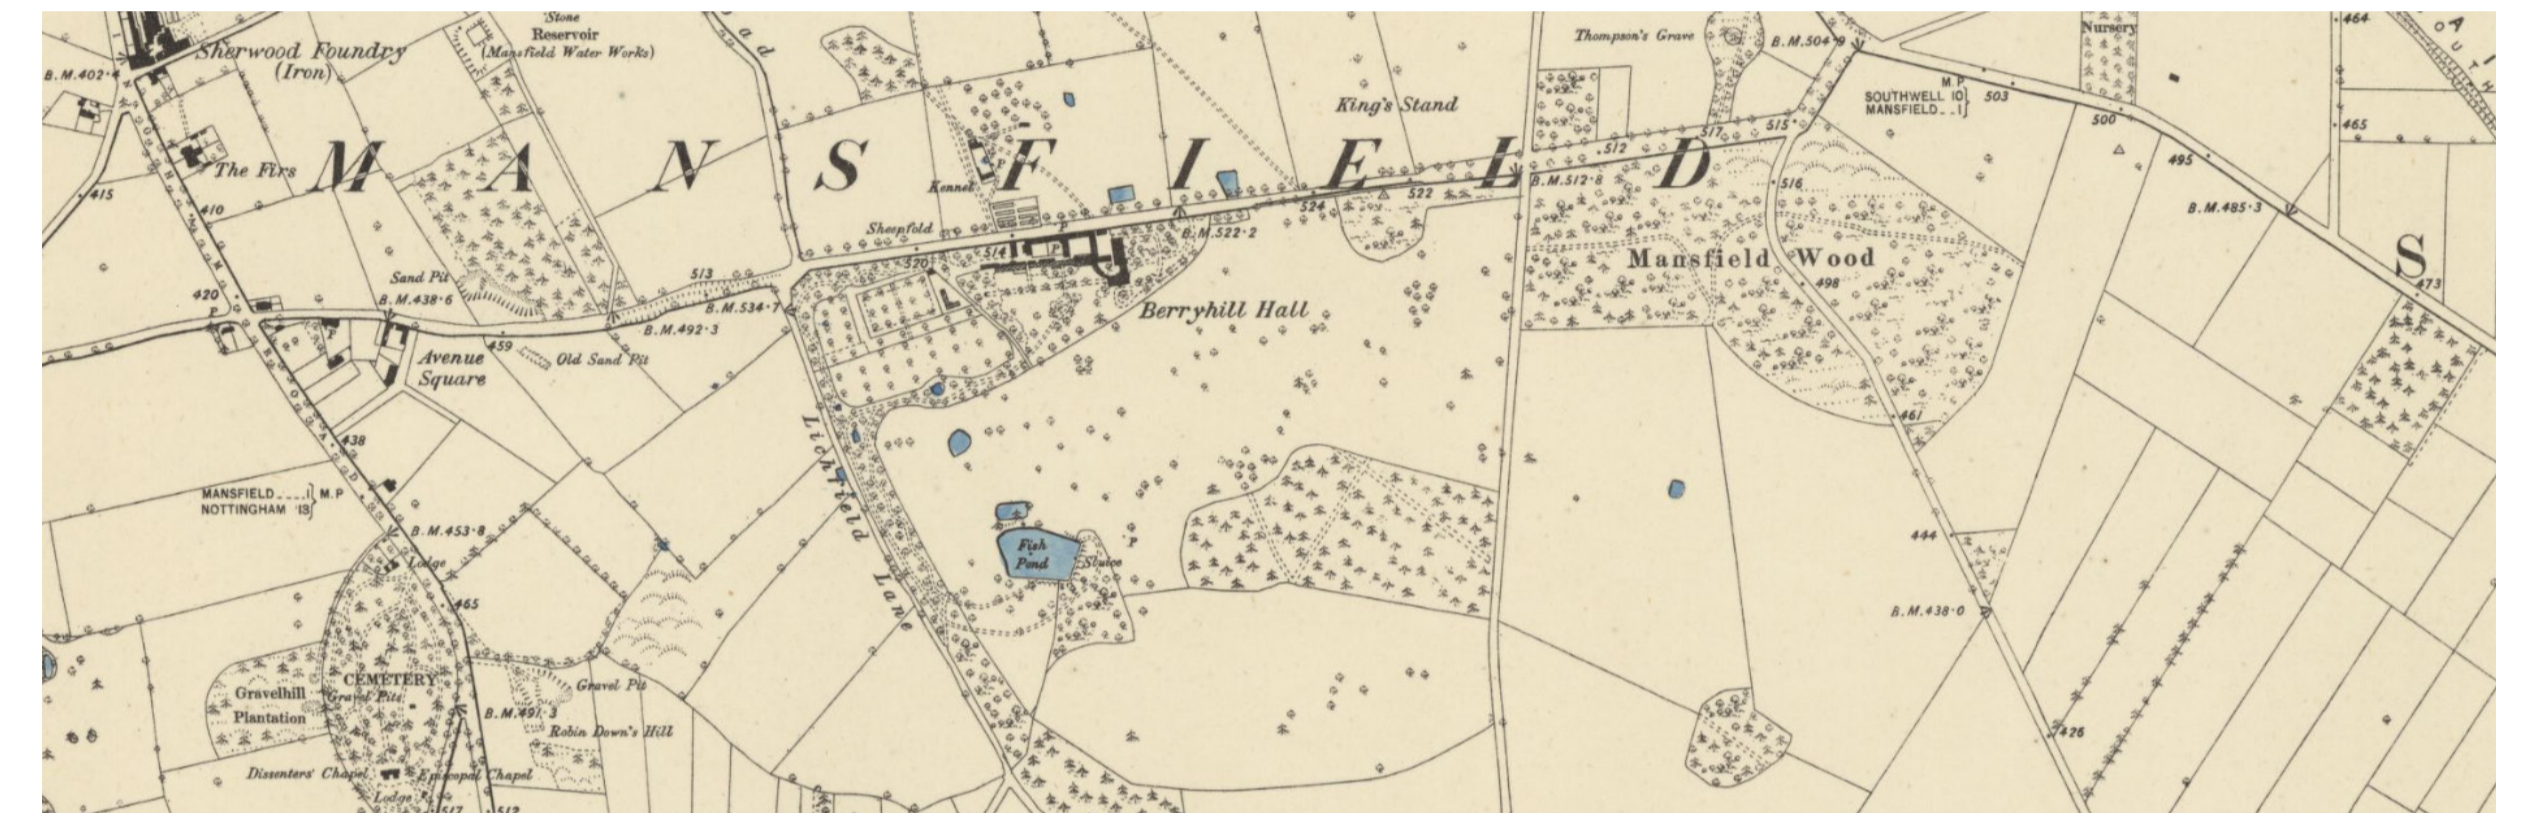 Stone
Reservoir
(Mansfield Water Works)
Sherwood Foundry
(Iron)
B.M.402·4
Thompson's Grave
B.M.504·9
Nursery
464
M.P
SOUTHWELL 10
MANSFIELD...1
503
500
465
King's Stand
The Firs
MANSFIELD
415
410
NOTTINGHAM
ROAD
Kennel
P
Sheepfold
514
520
P
P
B.M.522·2
524
522
B.M.512·8
512
517
515
516
495
B.M.485·3
S
473
Mansfield Wood
498
Sand Pit
B.M.438·6
513
B.M.534·7
B.M.492·3
420
P
P
459
Old Sand Pit
Avenue
Square
Berryhill Hall
461
438
Lichfield Lane
MANSFIELD....1
NOTTINGHAM 13
M.P
B.M.453·8
Lodge
Fish
Pond
Sluice
P
444
465
B.M.438·0
CEMETERY
Gravel Pits
Gravelhill
Plantation
Gravel Pit
B.M.491·3
Robin Down's Hill
426
Dissenters' Chapel
Episcopal Chapel
Lodge
517
512